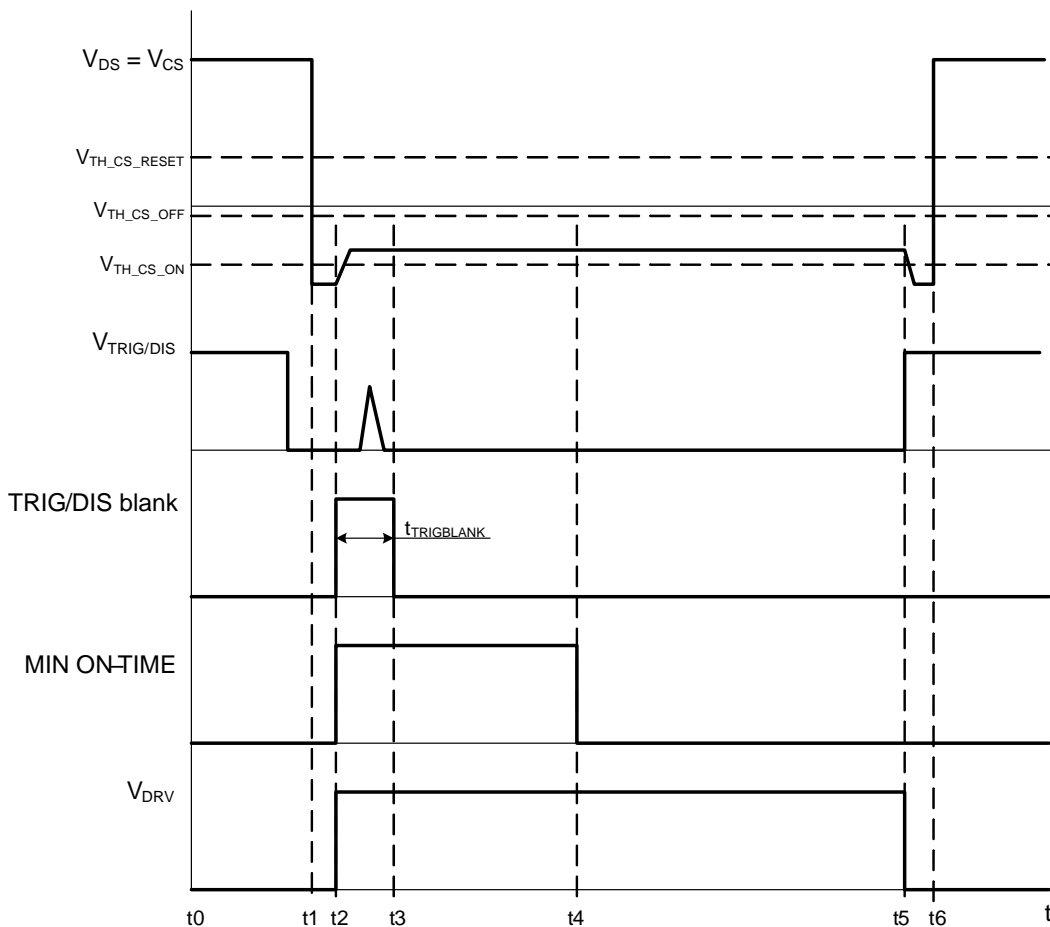 V_DS = V_CS
V_TH_CS_RESET
V_TH_CS_OFF
V_TH_CS_ON
V_TRIG/DIS
TRIG/DIS blank
t_TRIGBLANK
MIN ON–TIME
V_DRV
t0 t1 t2 t3 t4 t5 t6 t